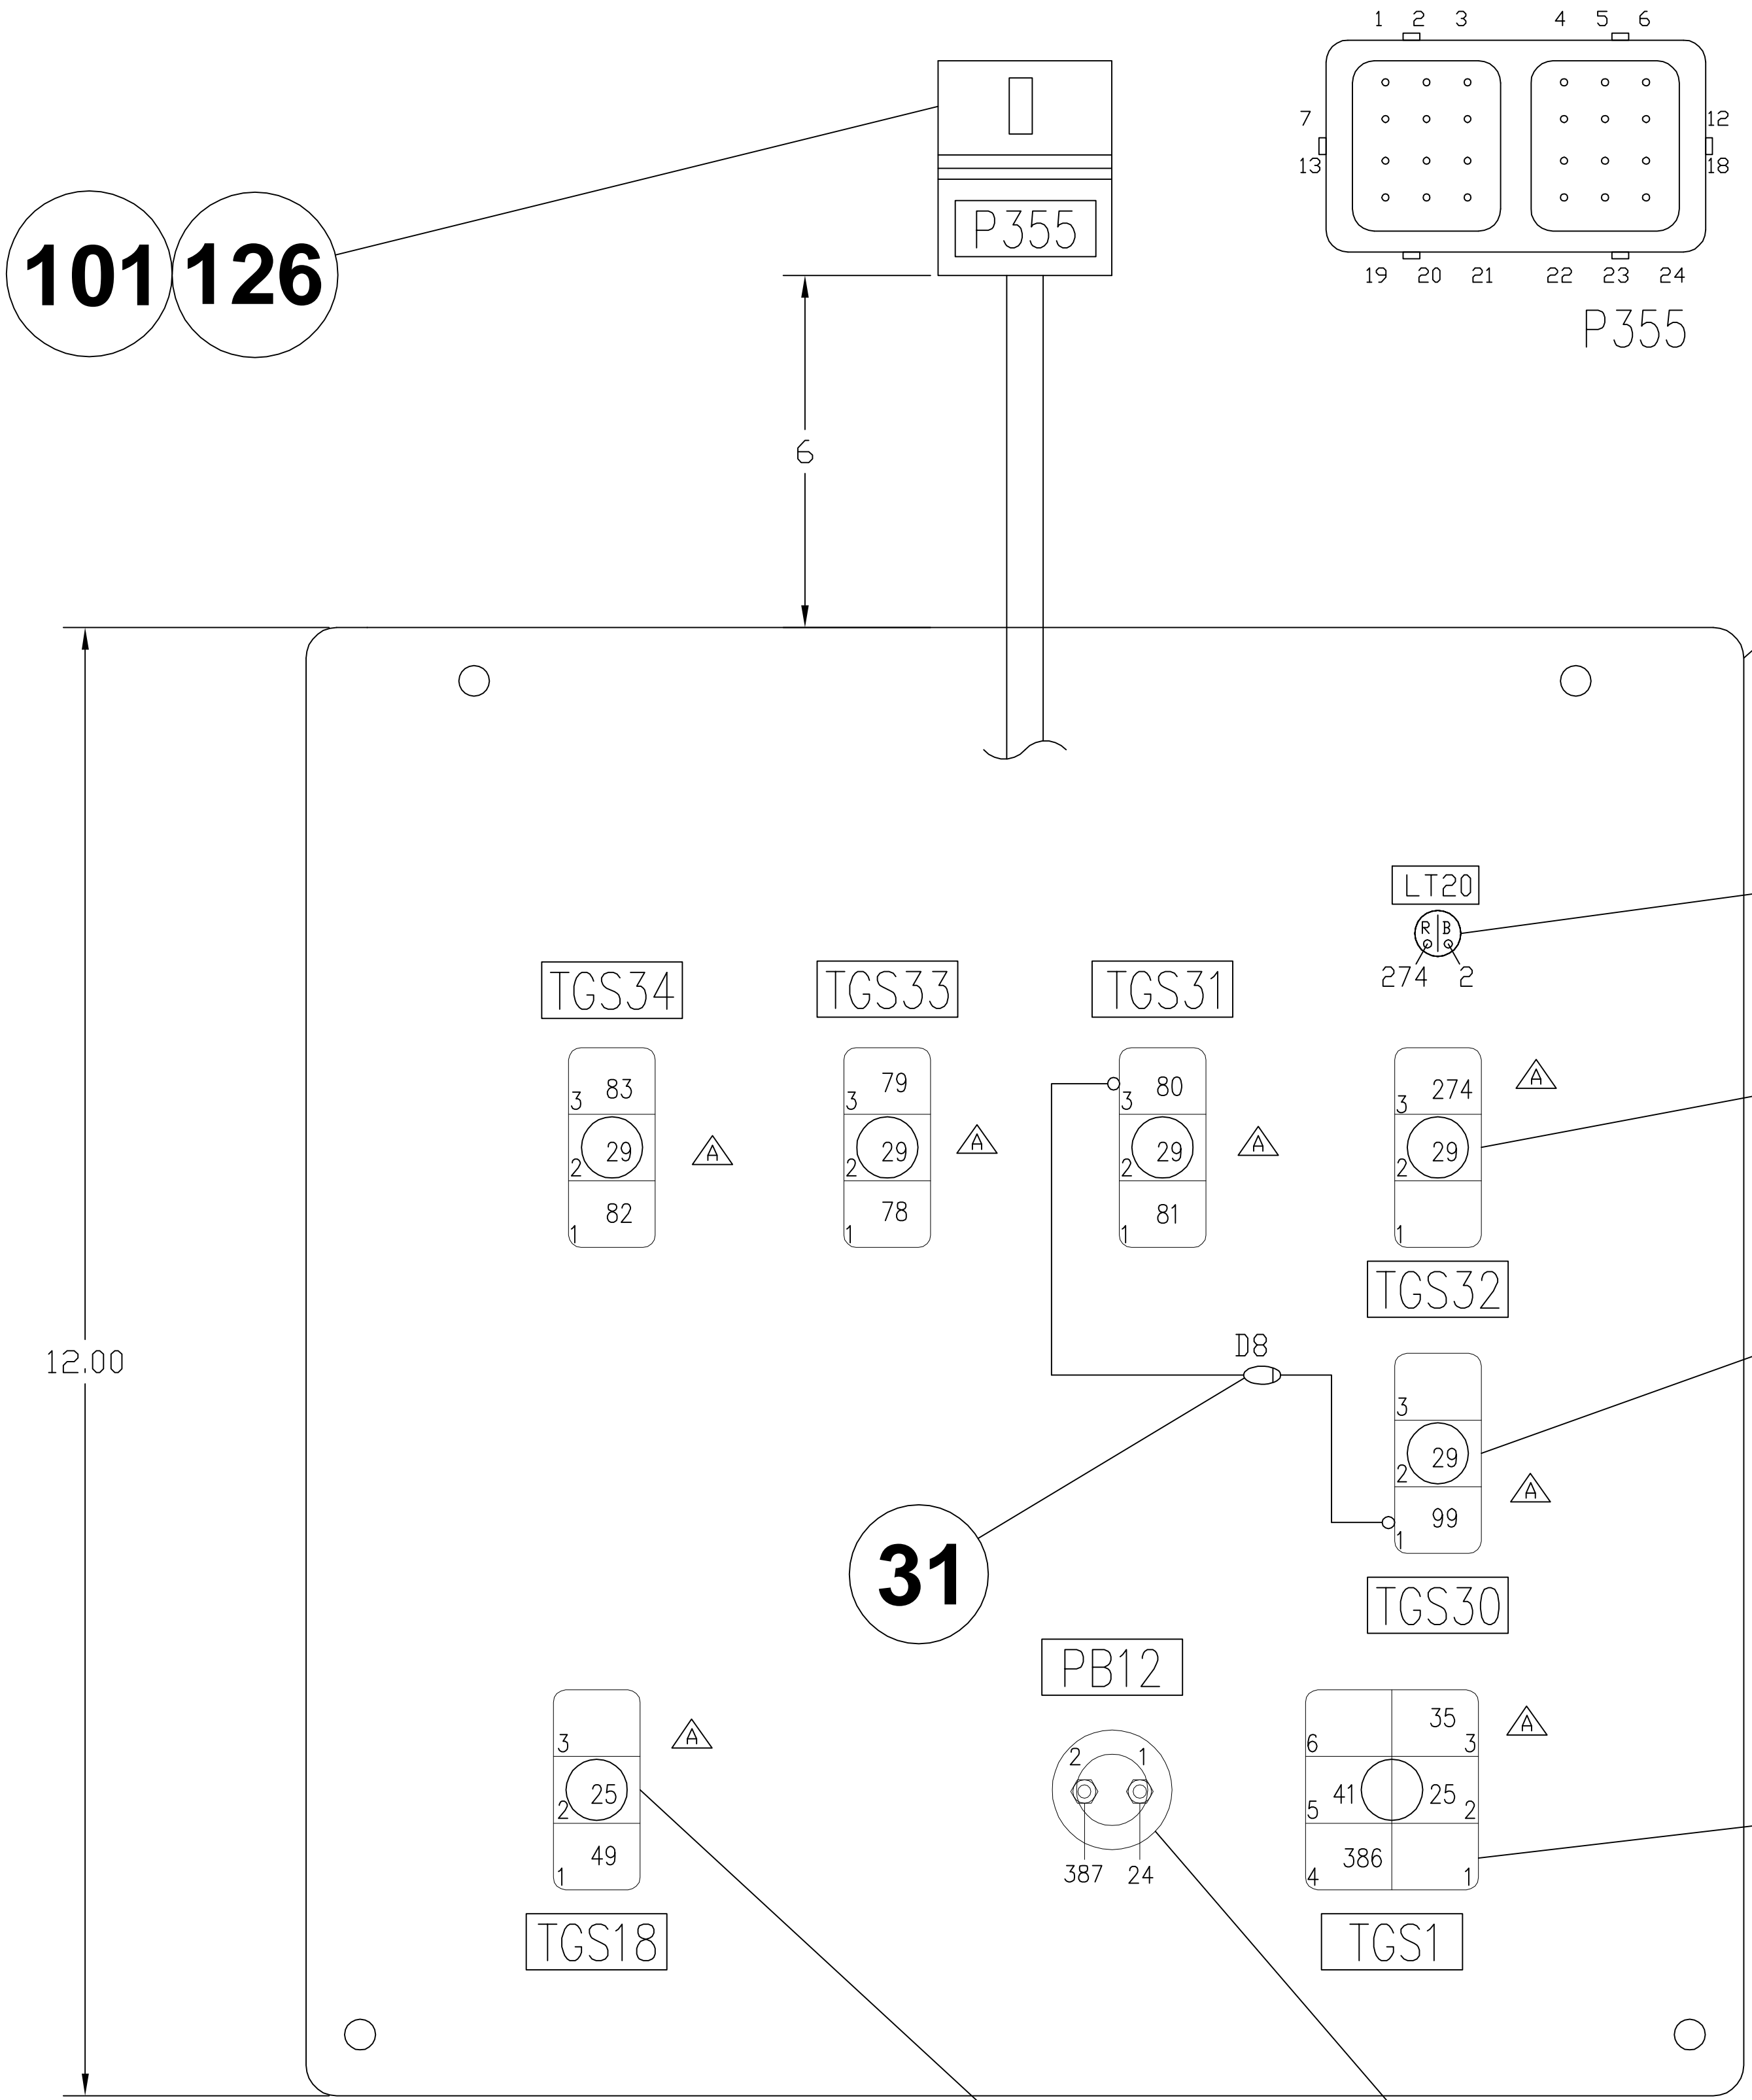 1 2 3 4 5 6
7 12
13 18
19 20 21 22 23 24
P355
P355
101 126
6
12.00
LT20
R B
274 2
TGS34
3 83
2 29
1 82
A
TGS33
3 79
2 29
1 78
A
TGS31
3 80
2 29
1 81
A
3 274
2 29
1
A
TGS32
D8
31
3
2 29
1 99
A
TGS30
PB12
2 1
387 24
3
2 25
1 49
A
TGS18
6 35 3
5 41 25 2
4 386 1
A
TGS1